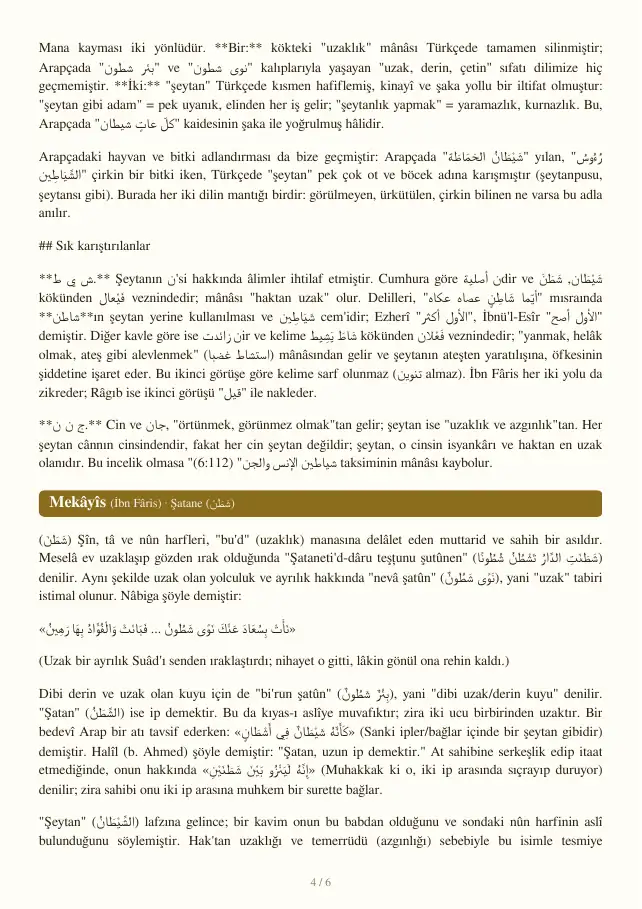 Mana kayması iki yönlüdür. **Bir:** kökteki "uzaklık" mânâsı Türkçede tamamen silinmiştir;
Arapçada "بئر شطون" ve "نوى شطون" kalıplarıyla yaşayan "uzak, derin, çetin" sıfatı dilimize hiç
geçmemiştir. **İki:** "şeytan" Türkçede kısmen hafiflemiş, kinayî ve şaka yollu bir iltifat olmuştur:
"şeytan gibi adam" = pek uyanık, elinden her iş gelir; "şeytanlık yapmak" = yaramazlık, kurnazlık. Bu,
Arapçada "كلّ عاتٍ شيطان" kaidesinin şaka ile yoğrulmuş hâlidir.
Arapçadaki hayvan ve bitki adlandırması da bize geçmiştir: Arapçada "شَيْطَانُ الحَمَاطَة" yılan, "رُءُوسُ
الشَّيَاطِين" çirkin bir bitki iken, Türkçede "şeytan" pek çok ot ve böcek adına karışmıştır (şeytanpusu,
şeytansı gibi). Burada her iki dilin mantığı birdir: görülmeyen, ürkütülen, çirkin bilinen ne varsa bu adla
anılır.
## Sık karıştırılanlar
**ش ي ط.** Şeytanın ن'si hakkında âlimler ihtilaf etmiştir. Cumhura göre ن أصليةdir ve شَيْطَان, شَطَنَ
kökünden فَيْعال veznindedir; mânâsı "haktan uzak" olur. Delilleri, "أيّما شَاطِنٍ عصاه عكاه" mısraında
**شاطن**ın şeytan yerine kullanılması ve شَيَاطِين cem'idir; Ezherî "الأول أكثر", İbnü'l-Esîr "الأول أصح"
demiştir. Diğer kavle göre ise ن زائدتir ve kelime شَاطَ يَشِيط kökünden فَعْلان veznindedir; "yanmak, helâk
olmak, ateş gibi alevlenmek" (استشاط غضبا) mânâsından gelir ve şeytanın ateşten yaratılışına, öfkesinin
şiddetine işaret eder. Bu ikinci görüşe göre kelime sarf olunmaz (تنوين almaz). İbn Fâris her iki yolu da
zikreder; Râgıb ise ikinci görüşü "قيل" ile nakleder.
**ج ن ن.** Cin ve جان, "örtünmek, görünmez olmak"tan gelir; şeytan ise "uzaklık ve azgınlık"tan. Her
şeytan cânnın cinsindendir, fakat her cin şeytan değildir; şeytan, o cinsin isyankârı ve haktan en uzak
olanıdır. Bu incelik olmasa "(6:112) "شياطين الإنس والجن taksiminin mânâsı kaybolur.
Mekâyîs (İbn Fâris) · Şatane (شَطَنَ)
(شَطَنَ) Şîn, tâ ve nûn harfleri, "bu'd" (uzaklık) manasına delâlet eden muttarid ve sahih bir asıldır.
Meselâ ev uzaklaşıp gözden ırak olduğunda "Şataneti'd-dâru teştunu şutûnen" (شَطَنَتِ الدَّارُ تَشْطُنُ شُطُونًا)
denilir. Aynı şekilde uzak olan yolculuk ve ayrılık hakkında "nevâ şatûn" (نَوًى شَطُونٌ), yani "uzak" tabiri
istimal olunur. Nâbiga şöyle demiştir:
«نَأَتْ بِسُعَادَ عَنْكَ نَوًى شَطُونُ ... فَبَانَتْ وَالْفُؤَادُ بِهَا رَهِينُ»
(Uzak bir ayrılık Suâd'ı senden ıraklaştırdı; nihayet o gitti, lâkin gönül ona rehin kaldı.)
Dibi derin ve uzak olan kuyu için de "bi'run şatûn" (بِئْرٌ شَطُونٌ), yani "dibi uzak/derin kuyu" denilir.
"Şatan" (الشَّطَنُ) ise ip demektir. Bu da kıyas-ı aslîye muvafıktır; zira iki ucu birbirinden uzaktır. Bir
bedevî Arap bir atı tavsif ederken: «كَأَنَّهُ شَيْطَانٌ فِي أَشْطَانٍ» (Sanki ipler/bağlar içinde bir şeytan gibidir)
demiştir. Halîl (b. Ahmed) şöyle demiştir: "Şatan, uzun ip demektir." At sahibine serkeşlik edip itaat
etmediğinde, onun hakkında «إِنَّهُ لَيَنْزُو بَيْنَ شَطَنَيْنِ» (Muhakkak ki o, iki ip arasında sıçrayıp duruyor)
denilir; zira sahibi onu iki ip arasına muhkem bir surette bağlar.
"Şeytan" (الشَّيْطَانُ) lafzına gelince; bir kavim onun bu babdan olduğunu ve sondaki nûn harfinin aslî
bulunduğunu söylemiştir. Hak'tan uzaklığı ve temerrüdü (azgınlığı) sebebiyle bu isimle tesmiye
4 / 6